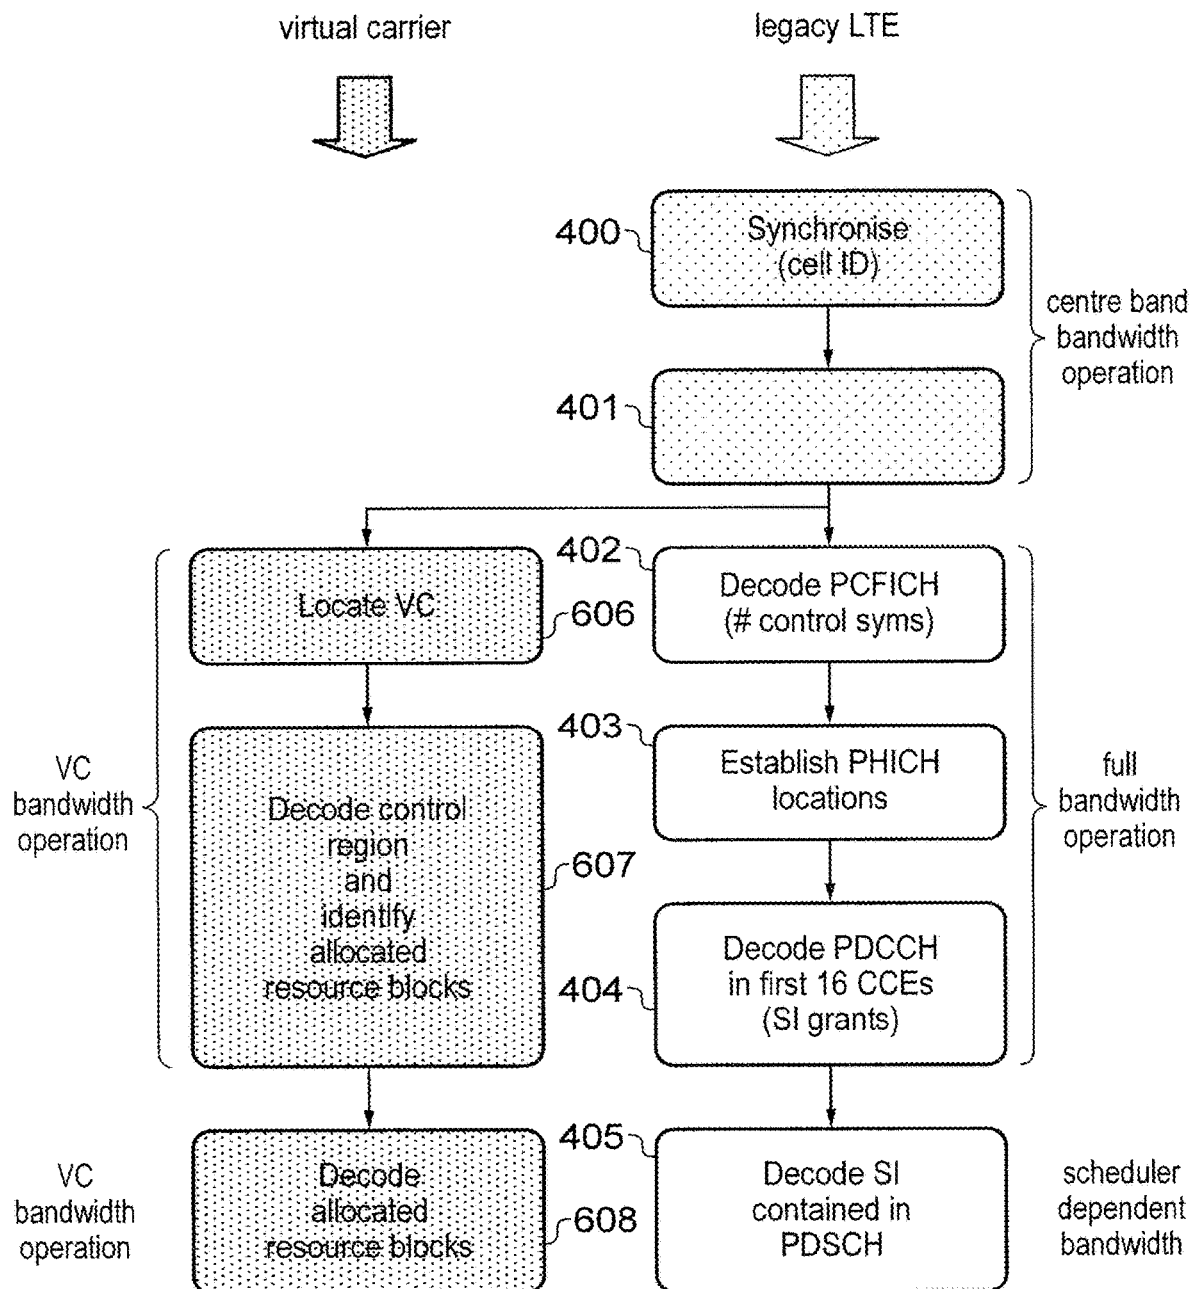 virtual carrier
legacy LTE
400
Synchronise
(cell ID)
centre band
bandwidth
operation
401
402
Decode PCFICH
(# control syms)
Locate VC
606
403
Establish PHICH
locations
VC
bandwidth
operation
Decode control
region
and
identify
allocated
resource blocks
607
full
bandwidth
operation
404
Decode PDCCH
in first 16 CCEs
(SI grants)
VC
bandwidth
operation
Decode
allocated
resource blocks
608
405
Decode SI
contained in
PDSCH
scheduler
dependent
bandwidth